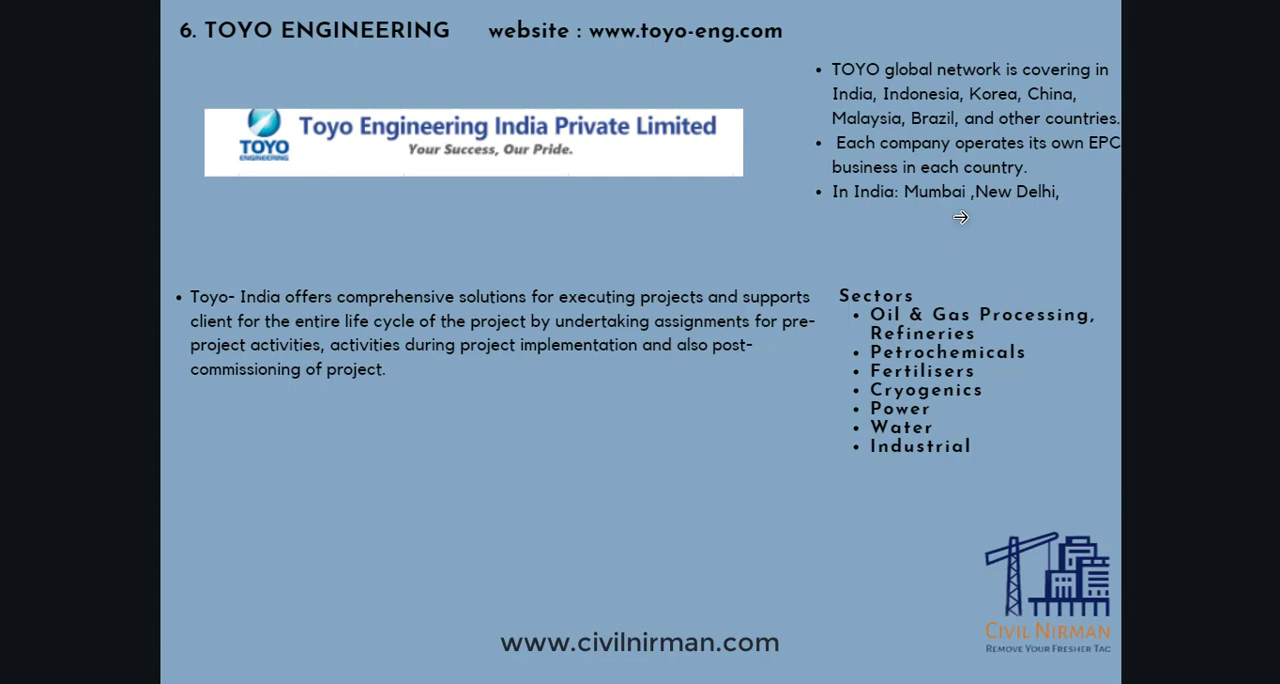 6. TOYO ENGINEERING website : www.toyo-eng.com
TOYO ENGINEERING
Toyo Engineering India Private Limited
Your Success, Our Pride.
• TOYO global network is covering in
India, Indonesia, Korea, China,
Malaysia, Brazil, and other countries.
• Each company operates its own EPC
business in each country.
• In India: Mumbai ,New Delhi,
• Toyo- India offers comprehensive solutions for executing projects and supports
client for the entire life cycle of the project by undertaking assignments for pre-
project activities, activities during project implementation and also post-
commissioning of project.
Sectors
• Oil & Gas Processing,
Refineries
• Petrochemicals
• Fertilisers
• Cryogenics
• Power
• Water
• Industrial
CIVIL NIRMAN
REMOVE YOUR FRESHER TAC
www.civilnirman.com